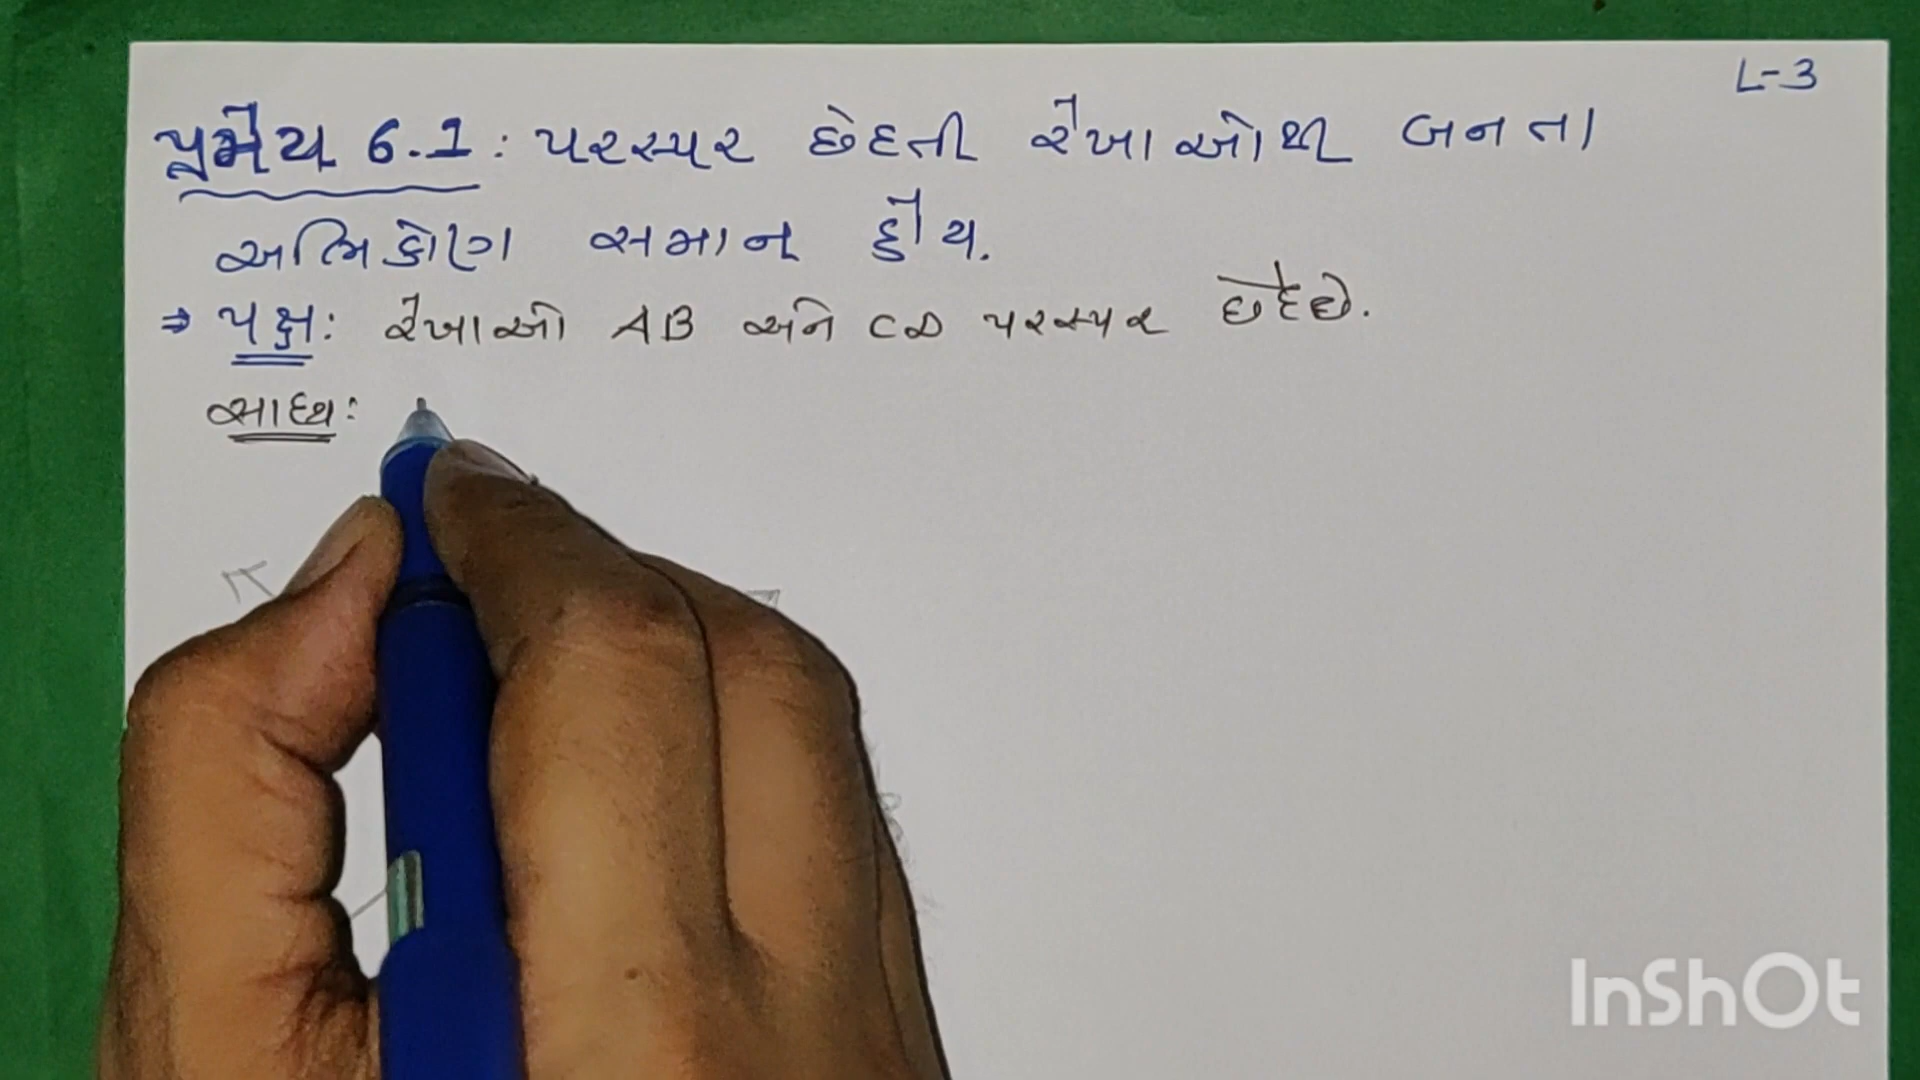 L-3
પ્રમેય 6.1 : પરસ્પર છેદતી રેખાઓથી બનતા
અભિકોણ સમાન હોય.
⇒ પક્ષ : રેખાઓ AB અને CD પરસ્પર છેદે છે.
સાધ્ય :
InShOt